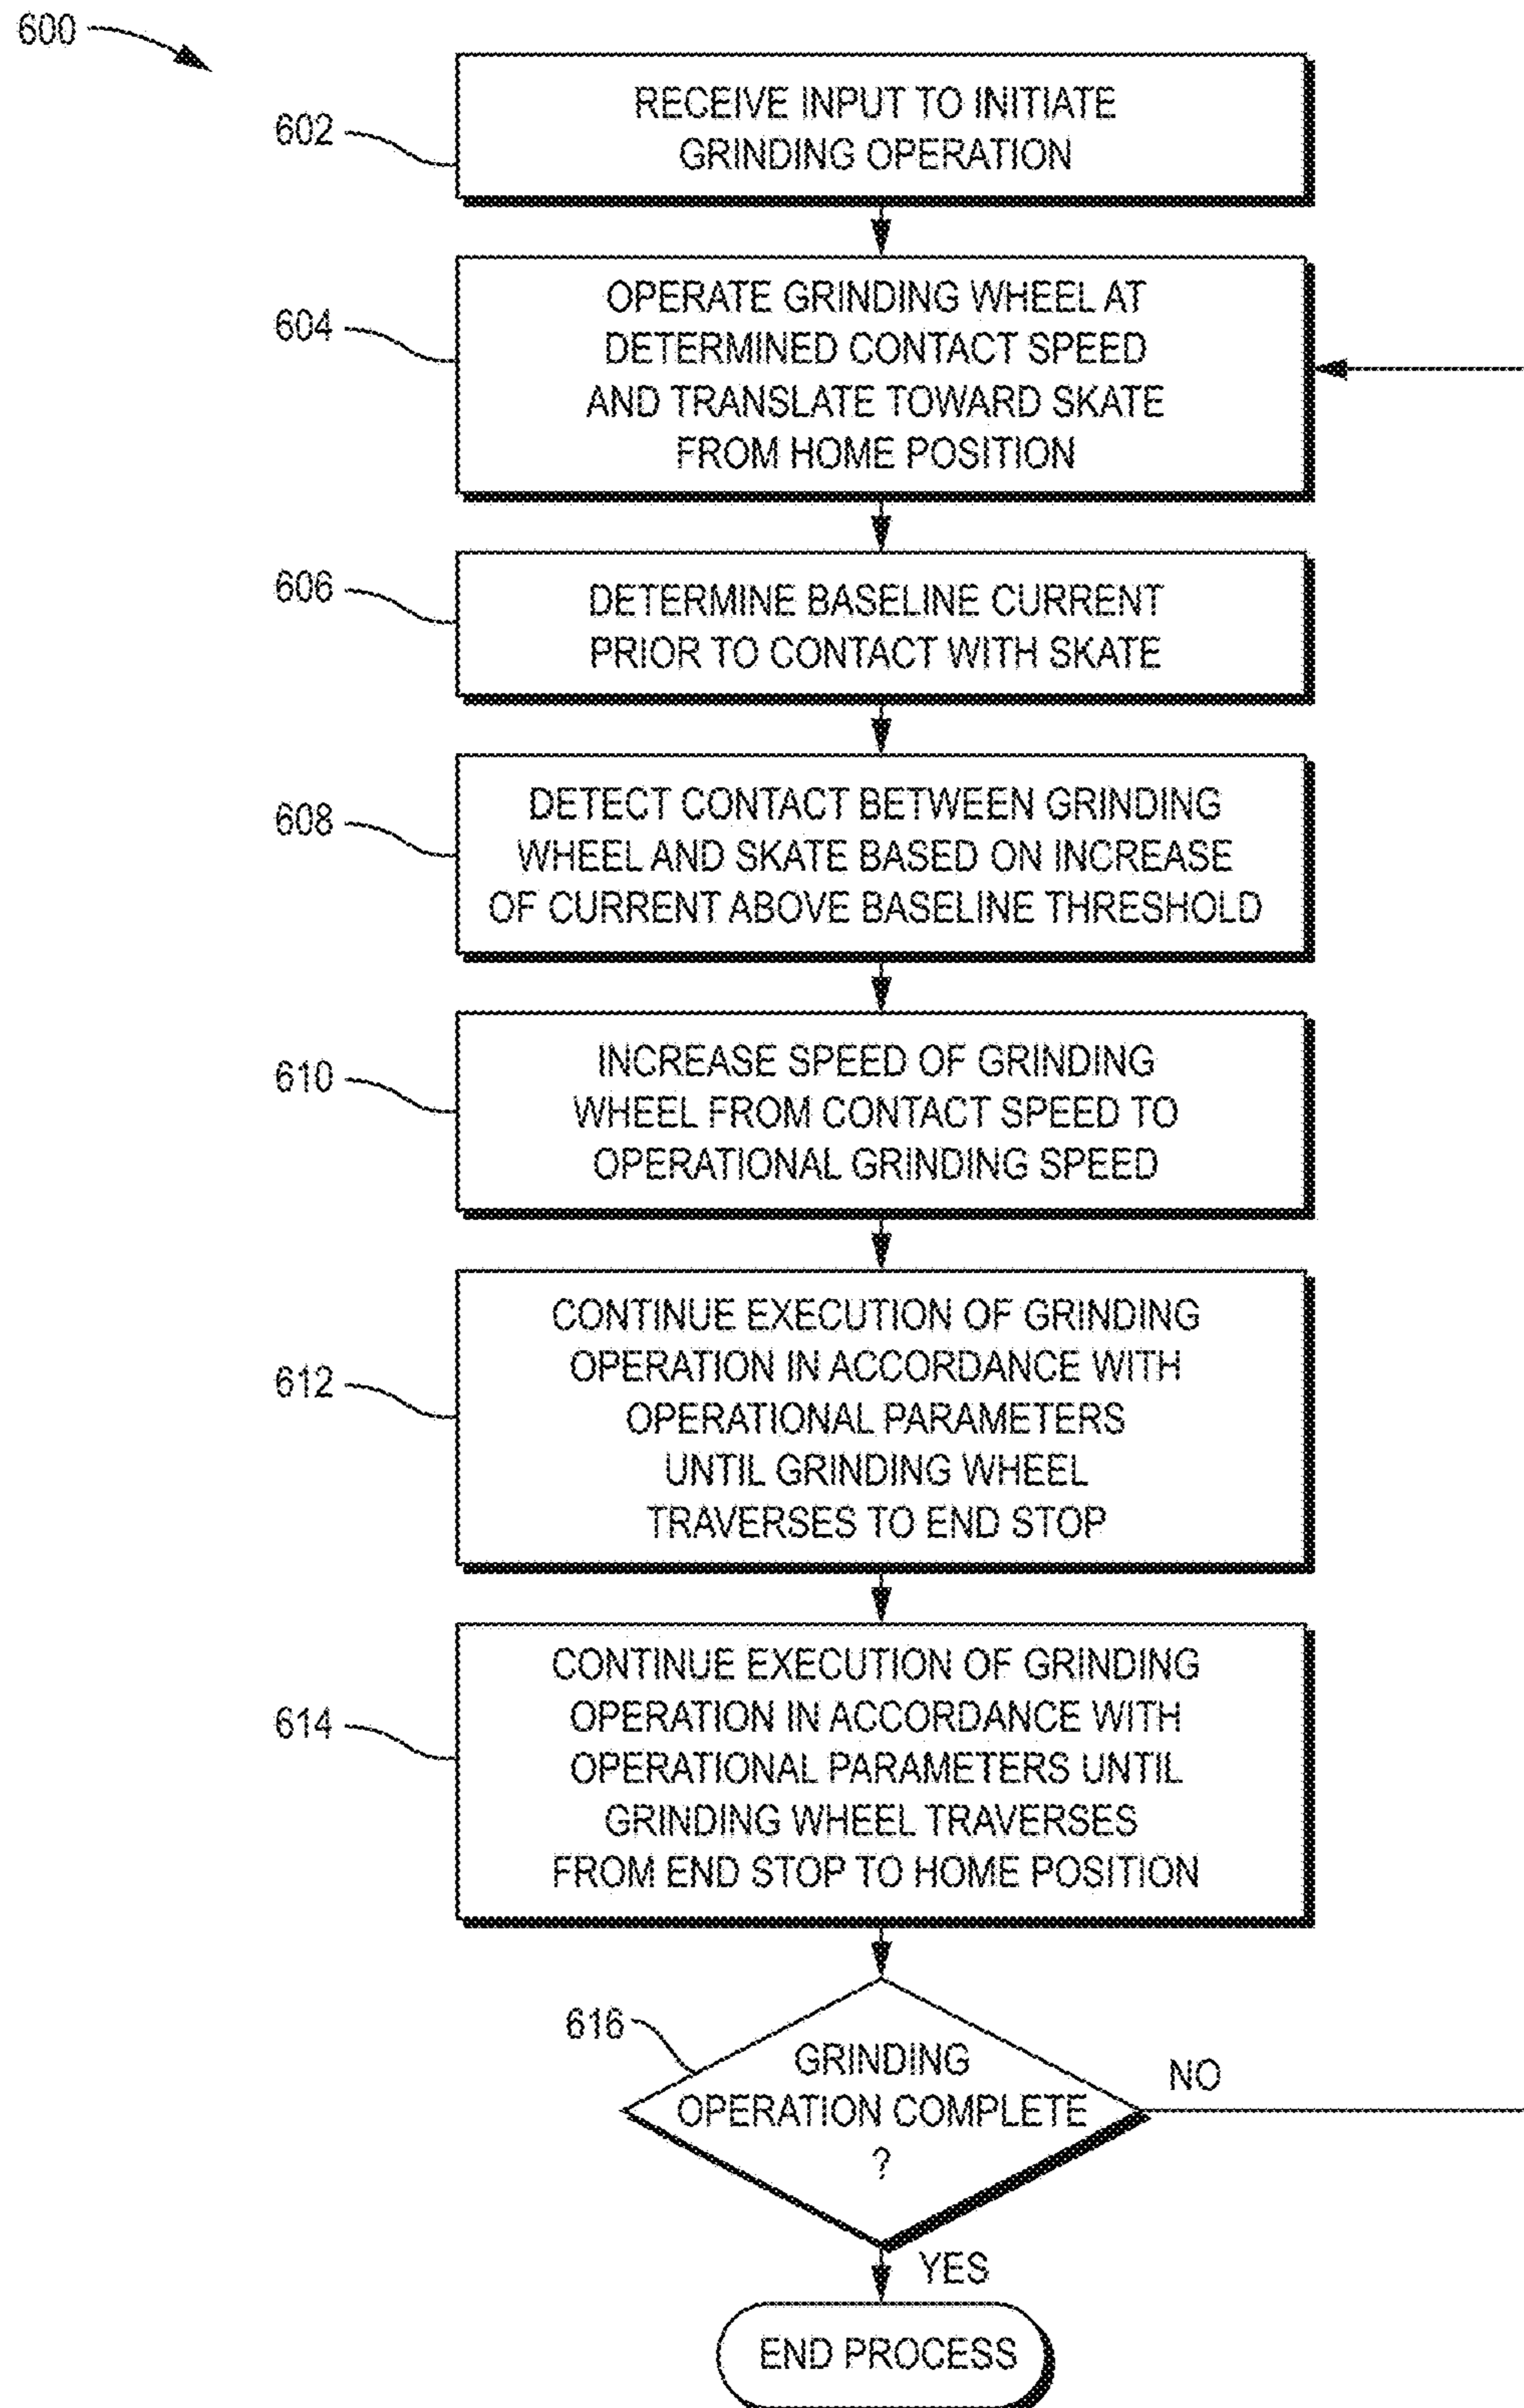 600
602
RECEIVE INPUT TO INITIATE
GRINDING OPERATION
604
OPERATE GRINDING WHEEL AT
DETERMINED CONTACT SPEED
AND TRANSLATE TOWARD SKATE
FROM HOME POSITION
606
DETERMINE BASELINE CURRENT
PRIOR TO CONTACT WITH SKATE
608
DETECT CONTACT BETWEEN GRINDING
WHEEL AND SKATE BASED ON INCREASE
OF CURRENT ABOVE BASELINE THRESHOLD
610
INCREASE SPEED OF GRINDING
WHEEL FROM CONTACT SPEED TO
OPERATIONAL GRINDING SPEED
612
CONTINUE EXECUTION OF GRINDING
OPERATION IN ACCORDANCE WITH
OPERATIONAL PARAMETERS
UNTIL GRINDING WHEEL
TRAVERSES TO END STOP
614
CONTINUE EXECUTION OF GRINDING
OPERATION IN ACCORDANCE WITH
OPERATIONAL PARAMETERS UNTIL
GRINDING WHEEL TRAVERSES
FROM END STOP TO HOME POSITION
616
GRINDING
OPERATION COMPLETE
?
NO
YES
END PROCESS